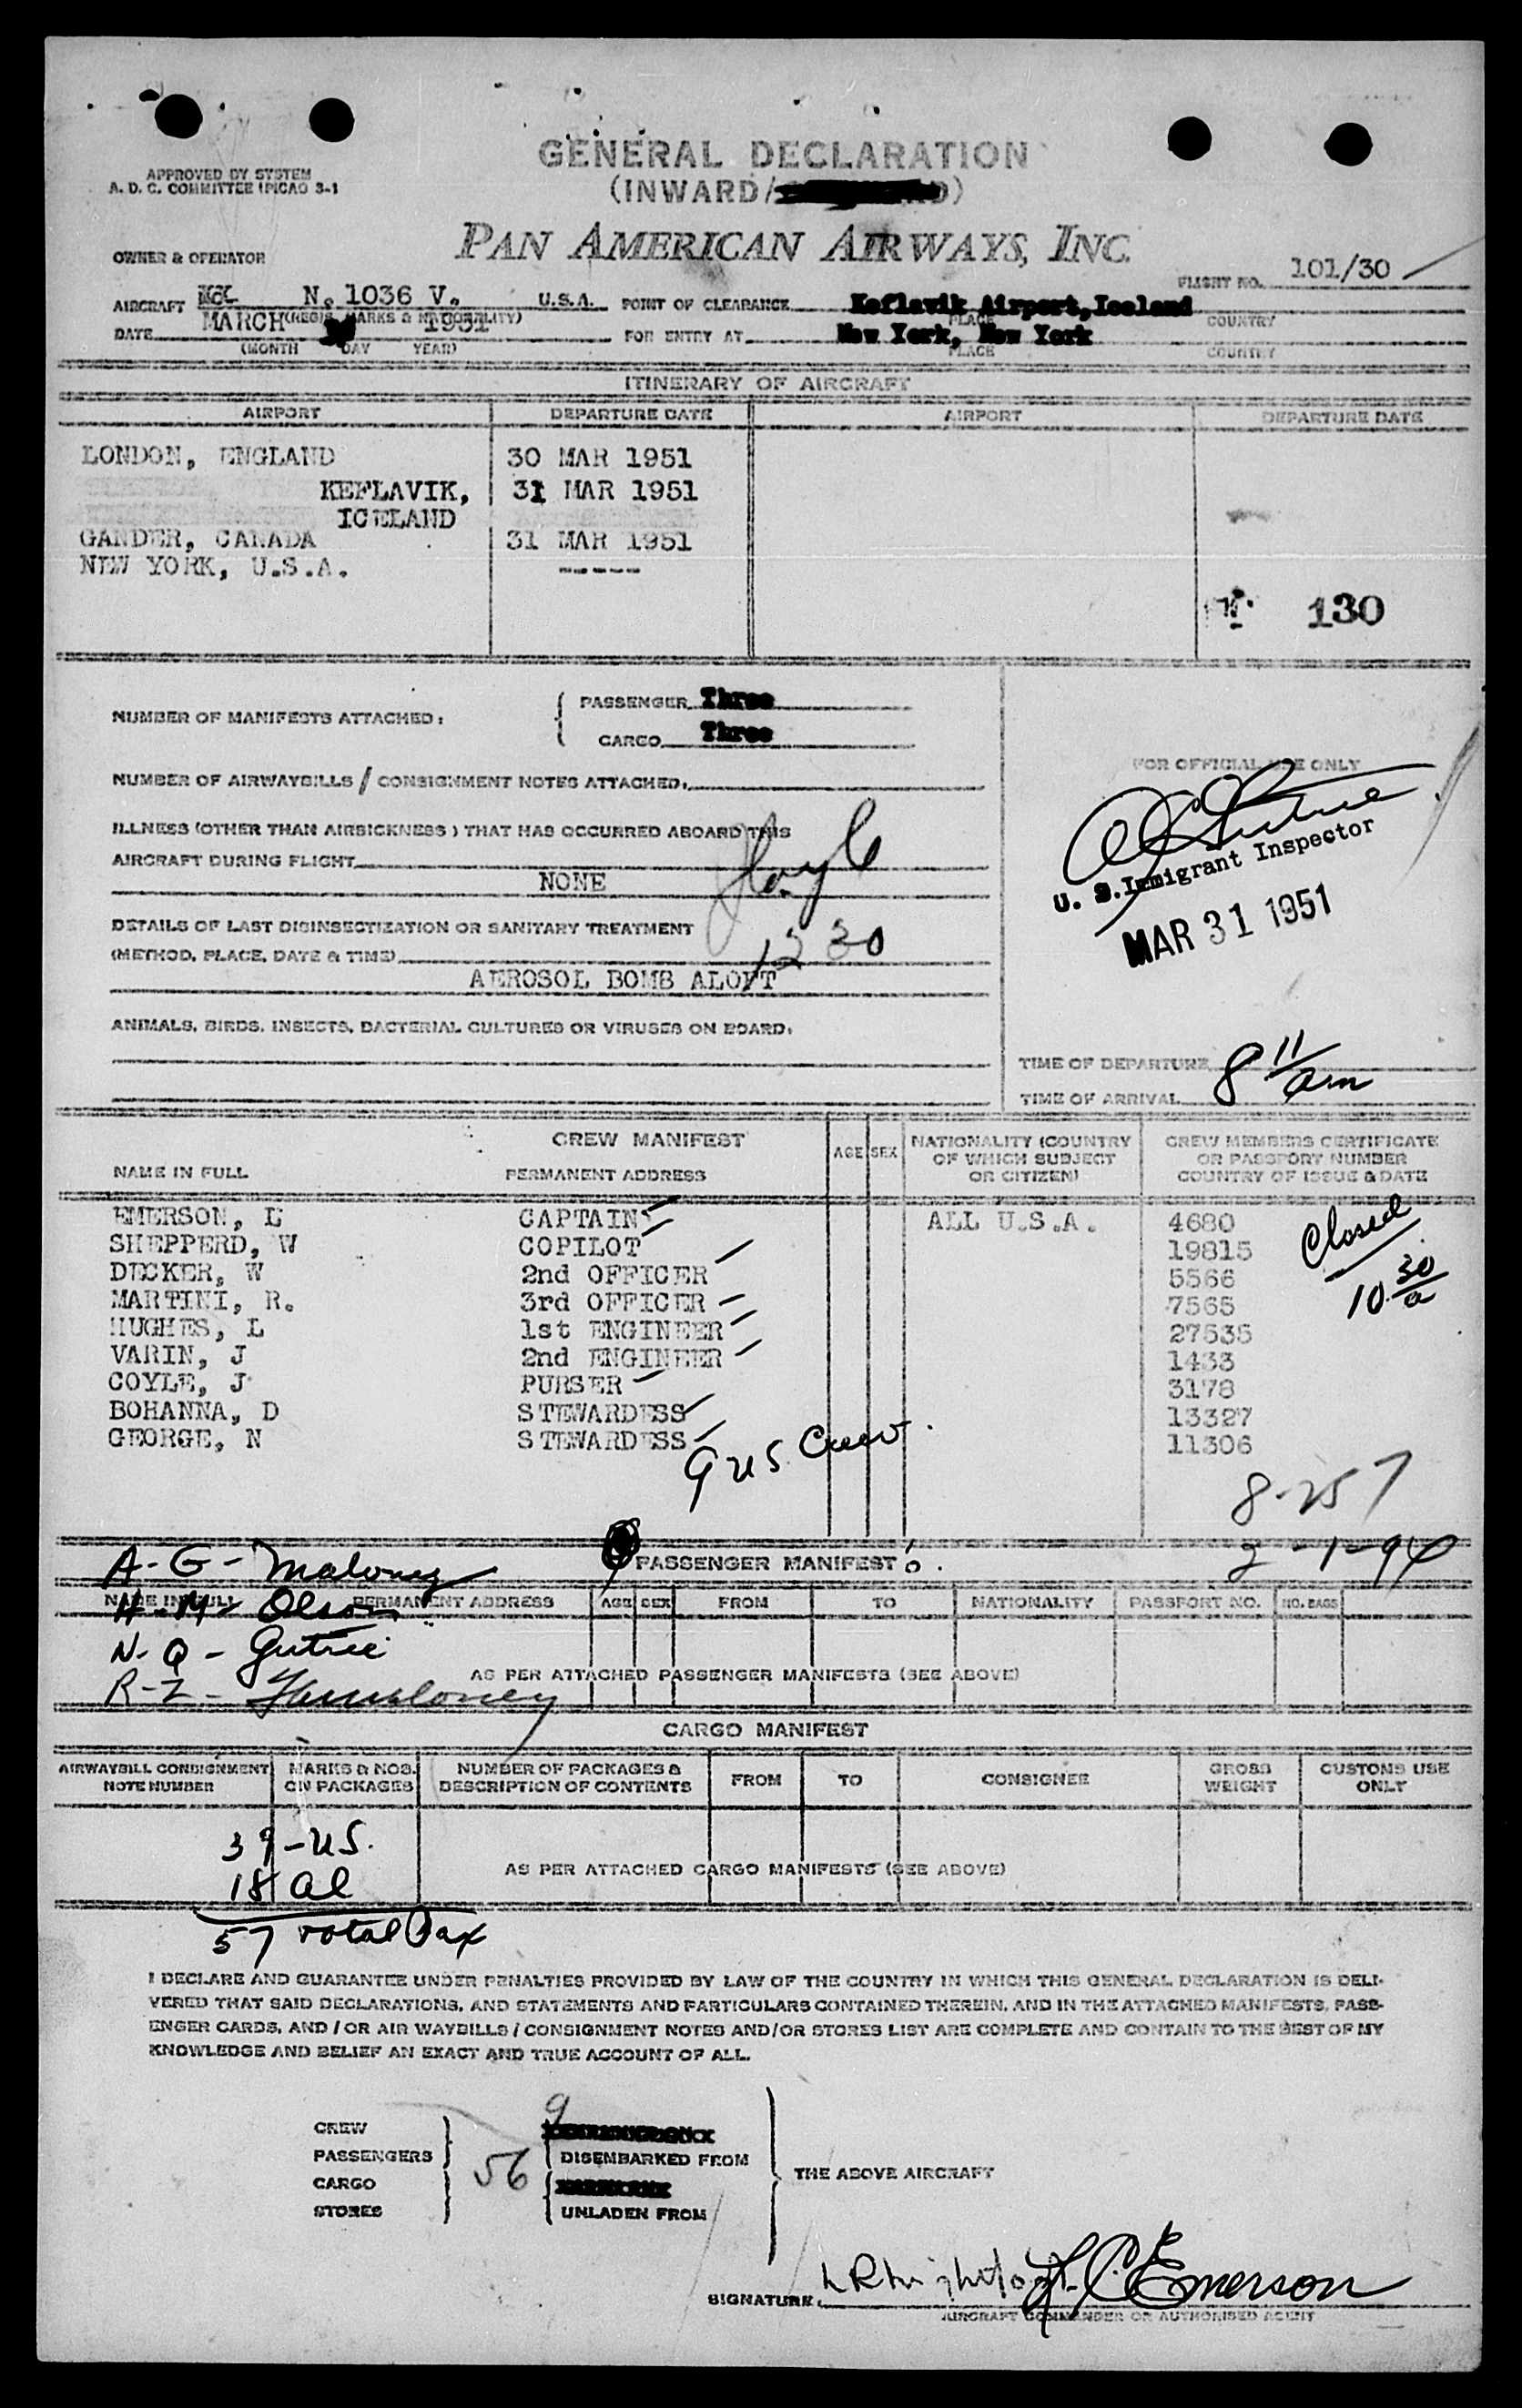 GENERAL DECLARATION
(INWARD/
APPROVED BY SYSTEM
A. D. C. COMMITTEE (PICAO 3-1
PAN AMERICAN AIRWAYS, INC.
OWNER & OPERATOR
FLIGHT NO. 101/30
AIRCRAFT N. 1036 V. U.S.A. POINT OF CLEARANCE Keflavik Airport, Iceland
(REGIS. MARKS & NATIONALITY) PLACE COUNTRY
DATE MARCH 1951 FOR ENTRY AT New York, New York
(MONTH DAY YEAR) PLACE COUNTRY
ITINERARY OF AIRCRAFT
AIRPORT DEPARTURE DATE AIRPORT DEPARTURE DATE
LONDON, ENGLAND 30 MAR 1951
KEFLAVIK, 31 MAR 1951
ICELAND
GANDER, CANADA 31 MAR 1951
NEW YORK, U.S.A. -----
130
NUMBER OF MANIFESTS ATTACHED: PASSENGER Three
CARGO Three
FOR OFFICIAL USE ONLY
NUMBER OF AIRWAYBILLS / CONSIGNMENT NOTES ATTACHED:
ILLNESS (OTHER THAN AIRSICKNESS) THAT HAS OCCURRED ABOARD THIS
AIRCRAFT DURING FLIGHT
NONE
U. S. Immigrant Inspector
MAR 31 1951
DETAILS OF LAST DISINSECTIZATION OR SANITARY TREATMENT
(METHOD, PLACE, DATE & TIME) 12 30
AEROSOL BOMB ALOFT
ANIMALS, BIRDS, INSECTS, BACTERIAL CULTURES OR VIRUSES ON BOARD:
TIME OF DEPARTURE
8 11 am
TIME OF ARRIVAL
CREW MANIFEST AGE SEX NATIONALITY (COUNTRY OF WHICH SUBJECT OR CITIZEN) CREW MEMBERS CERTIFICATE OR PASSPORT NUMBER COUNTRY OF ISSUE & DATE
NAME IN FULL PERMANENT ADDRESS
EMERSON, L CAPTAIN ALL U.S.A. 4680
SHEPPERD, W COPILOT 19815
DECKER, W 2nd OFFICER 5566
MARTINI, R. 3rd OFFICER 7565
HUGHES, L 1st ENGINEER 27535
VARIN, J 2nd ENGINEER 1433
COYLE, J PURSER 3178
BOHANNA, D STEWARDESS 13327
GEORGE, N STEWARDESS 11306
Closed
10 30 a
9 US. Crew.
8-257
2-1-94
A-G- Maloney
PASSENGER MANIFEST
NAME IN FULL PERMANENT ADDRESS AGE SEX FROM TO NATIONALITY PASSPORT NO. NO. BAGS
H-M- Olson
N-Q- Gutrie
R-Z-
AS PER ATTACHED PASSENGER MANIFESTS (SEE ABOVE)
CARGO MANIFEST
AIRWAYBILL CONSIGNMENT NOTE NUMBER MARKS & NOS. ON PACKAGES NUMBER OF PACKAGES & DESCRIPTION OF CONTENTS FROM TO CONSIGNEE GROSS WEIGHT CUSTOMS USE ONLY
39-US.
18 al
AS PER ATTACHED CARGO MANIFESTS (SEE ABOVE)
57 Total Pax
I DECLARE AND GUARANTEE UNDER PENALTIES PROVIDED BY LAW OF THE COUNTRY IN WHICH THIS GENERAL DECLARATION IS DELI-
VERED THAT SAID DECLARATIONS, AND STATEMENTS AND PARTICULARS CONTAINED THEREIN, AND IN THE ATTACHED MANIFESTS, PASS-
ENGER CARDS, AND / OR AIR WAYBILLS / CONSIGNMENT NOTES AND/OR STORES LIST ARE COMPLETE AND CONTAIN TO THE BEST OF MY
KNOWLEDGE AND BELIEF AN EXACT AND TRUE ACCOUNT OF ALL.
9
CREW
PASSENGERS 56 DISEMBARKED FROM
THE ABOVE AIRCRAFT
CARGO
STORES UNLADEN FROM
SIGNATURE: L. C. Emerson
AIRCRAFT COMMANDER OR AUTHORISED AGENT